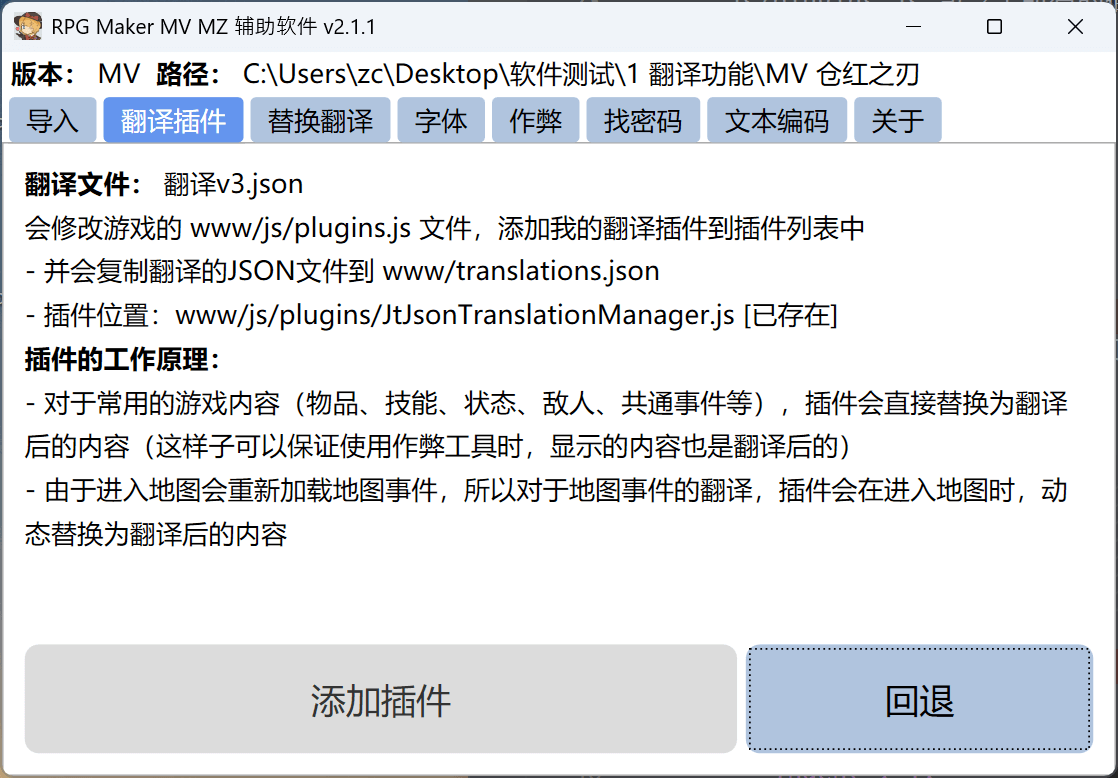 RPG Maker MV MZ 辅助软件 v2.1.1
版本： MV 路径： C:\Users\zc\Desktop\软件测试\1 翻译功能\MV 仓红之刃
导入 翻译插件 替换翻译 字体 作弊 找密码 文本编码 关于
翻译文件： 翻译v3.json
会修改游戏的 www/js/plugins.js 文件，添加我的翻译插件到插件列表中
- 并会复制翻译的JSON文件到 www/translations.json
- 插件位置：www/js/plugins/JtJsonTranslationManager.js [已存在]
插件的工作原理：
- 对于常用的游戏内容（物品、技能、状态、敌人、共通事件等），插件会直接替换为翻译
后的内容（这样子可以保证使用作弊工具时，显示的内容也是翻译后的）
- 由于进入地图会重新加载地图事件，所以对于地图事件的翻译，插件会在进入地图时，动
态替换为翻译后的内容
添加插件 回退